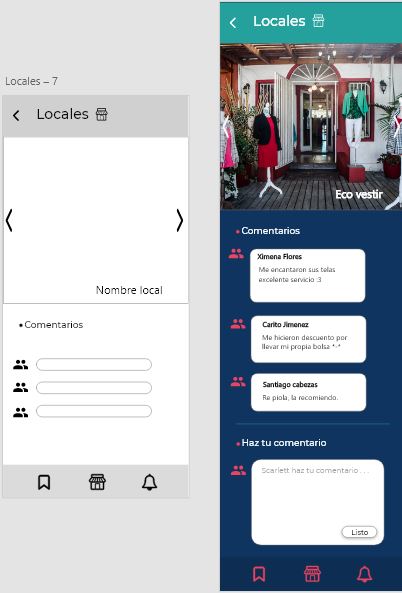 Locales – 7
Locales
Nombre local
•Comentarios
Locales
Eco vestir
•Comentarios
Ximena Flores
Me encantaron sus telas
excelente servicio :3
Carito Jimenez
Me hicieron descuento por
llevar mi propia bolsa *-*
Santiago cabezas
Re piola, la recomiendo.
•Haz tu comentario
Scarlett haz tu comentario . . .
Listo